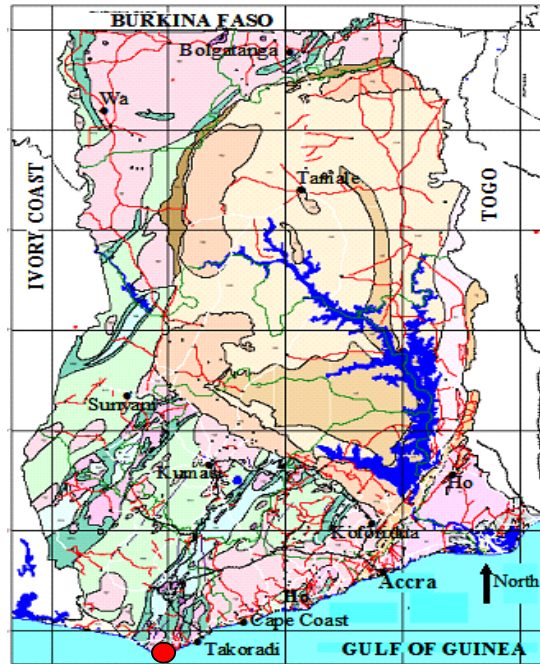 BURKINA FASO
Bolgatanga
Wa
Tamale
IVORY COAST
TOGO
Sunyani
Kumasi
Ho
Koforidua
Accra
North
Ho
Cape Coast
Takoradi
GULF OF GUINEA